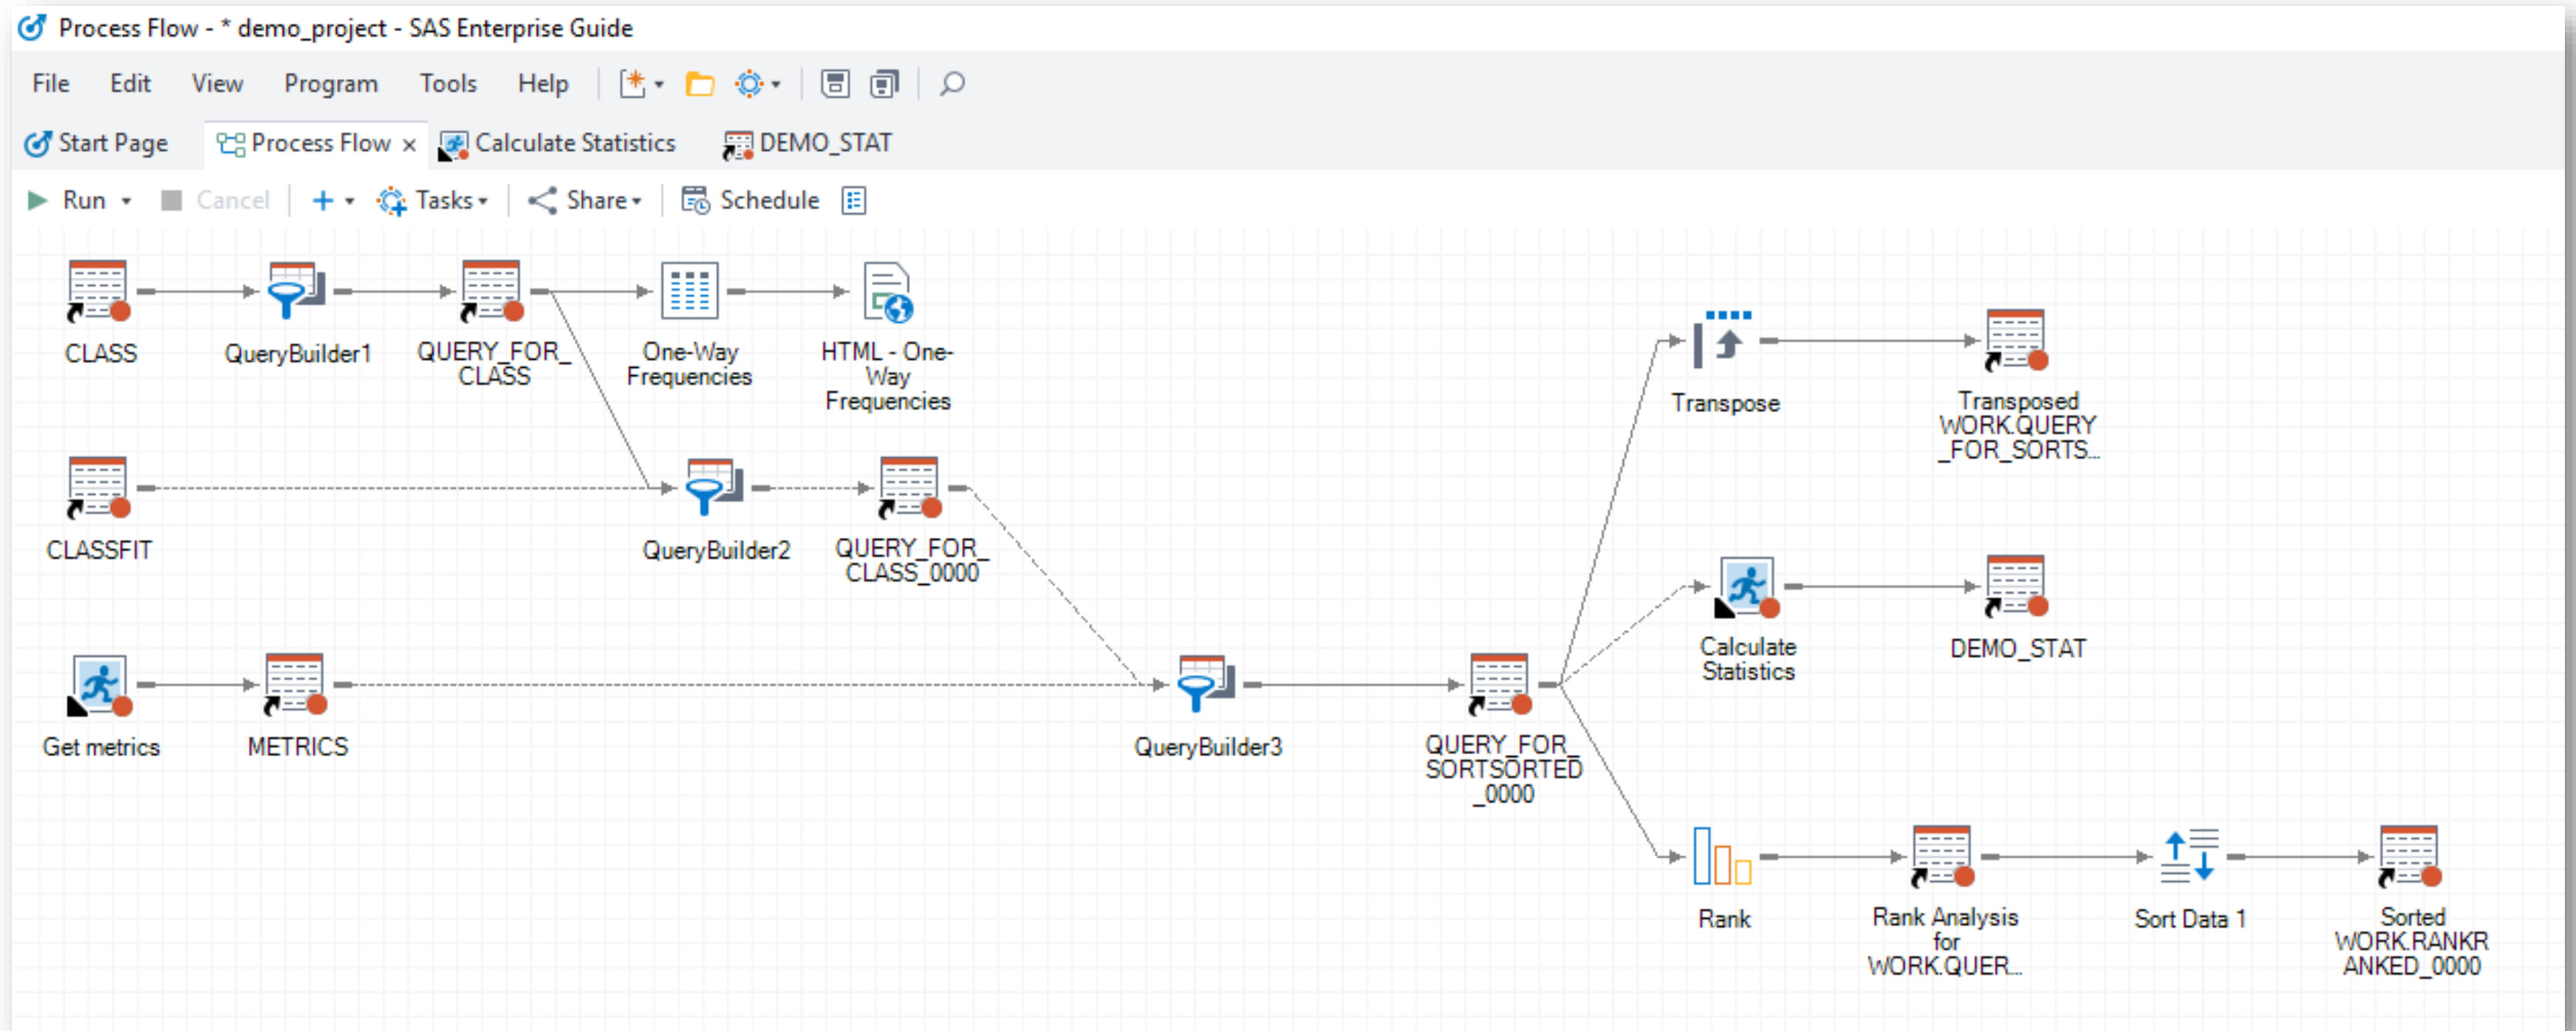 Process Flow - * demo_project - SAS Enterprise Guide
File Edit View Program Tools Help
Start Page Process Flow × Calculate Statistics DEMO_STAT
Run Cancel Tasks Share Schedule
CLASS
QueryBuilder1
QUERY_FOR_
CLASS
One-Way
Frequencies
HTML - One-
Way
Frequencies
Transpose
Transposed
WORK.QUERY
_FOR_SORTS...
CLASSFIT
QueryBuilder2
QUERY_FOR_
CLASS_0000
Calculate
Statistics
DEMO_STAT
Get metrics
METRICS
QueryBuilder3
QUERY_FOR_
SORTSORTED
_0000
Rank
Rank Analysis
for
WORK.QUER...
Sort Data 1
Sorted
WORK.RANKR
ANKED_0000